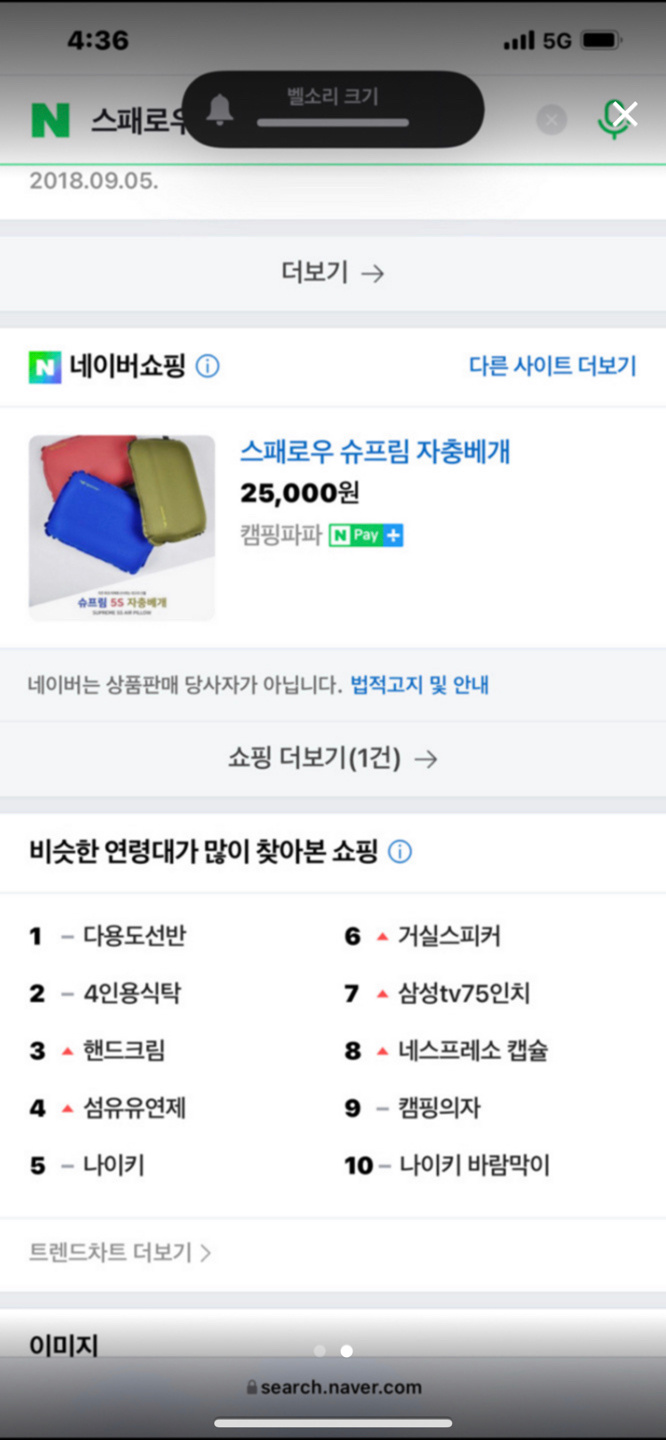 4:36
5G
벨소리 크기
N 스패로우
2018.09.05.
더보기 →
N 네이버쇼핑
다른 사이트 더보기
스패로우 슈프림 자충베개
25,000원
캠핑파파 N Pay +
슈프림 5S 자충베개
SUPREME 5S AIR PILLOW
네이버는 상품판매 당사자가 아닙니다. 법적고지 및 안내
쇼핑 더보기(1건) →
비슷한 연령대가 많이 찾아본 쇼핑
1 – 다용도선반
2 – 4인용식탁
3 ▲ 핸드크림
4 ▲ 섬유유연제
5 – 나이키
6 ▲ 거실스피커
7 ▲ 삼성tv75인치
8 ▲ 네스프레소 캡슐
9 – 캠핑의자
10 – 나이키 바람막이
트렌드차트 더보기 >
이미지
search.naver.com